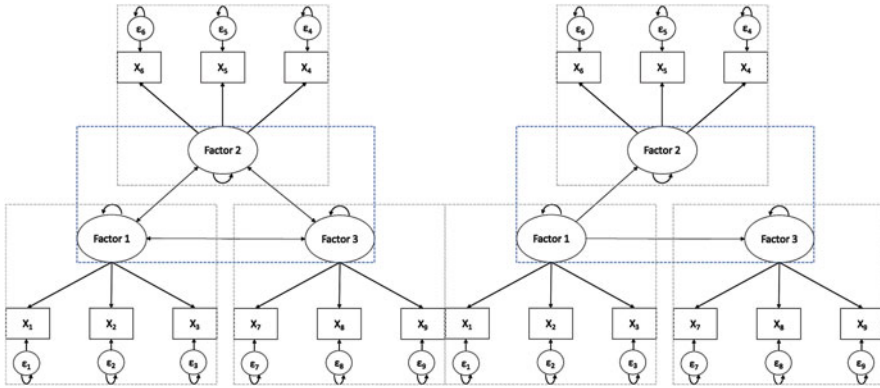 ε₆ ε₅ ε₄ ε₆ ε₅ ε₄
X₆ X₅ X₄ X₆ X₅ X₄
Factor 2 Factor 2
Factor 1 Factor 3 Factor 1 Factor 3
X₁ X₂ X₃ X₇ X₈ X₉ X₁ X₂ X₃ X₇ X₈ X₉
ε₁ ε₂ ε₃ ε₇ ε₈ ε₉ ε₁ ε₂ ε₃ ε₇ ε₈ ε₉